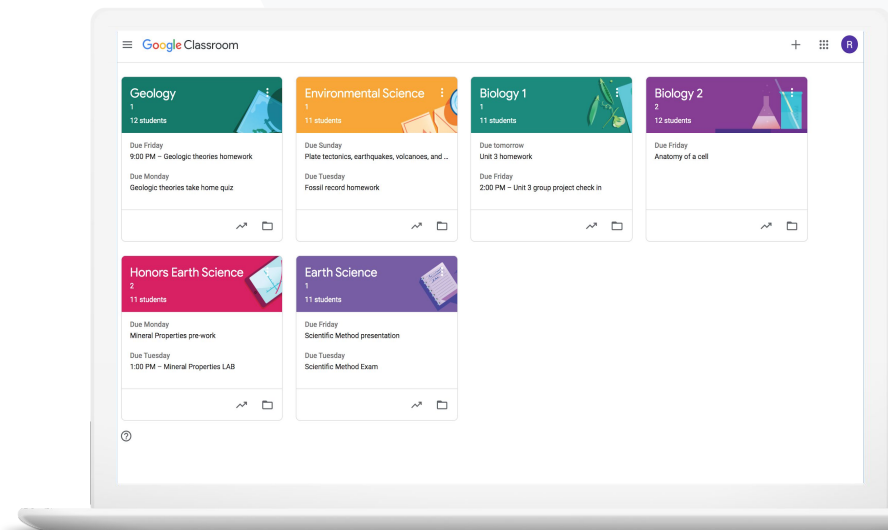 Google Classroom
R
Geology
1
12 students
Due Friday
9:00 PM – Geologic theories homework
Due Monday
Geologic theories take home quiz
Environmental Science
1
11 students
Due Sunday
Plate tectonics, earthquakes, volcanoes, and ...
Due Tuesday
Fossil record homework
Biology 1
1
11 students
Due tomorrow
Unit 3 homework
Due Friday
2:00 PM – Unit 3 group project check in
Biology 2
2
12 students
Due Friday
Anatomy of a cell
Honors Earth Science
2
11 students
Due Monday
Mineral Properties pre-work
Due Tuesday
1:00 PM – Mineral Properties LAB
Earth Science
1
11 students
Due Friday
Scientific Method presentation
Due Tuesday
Scientific Method Exam